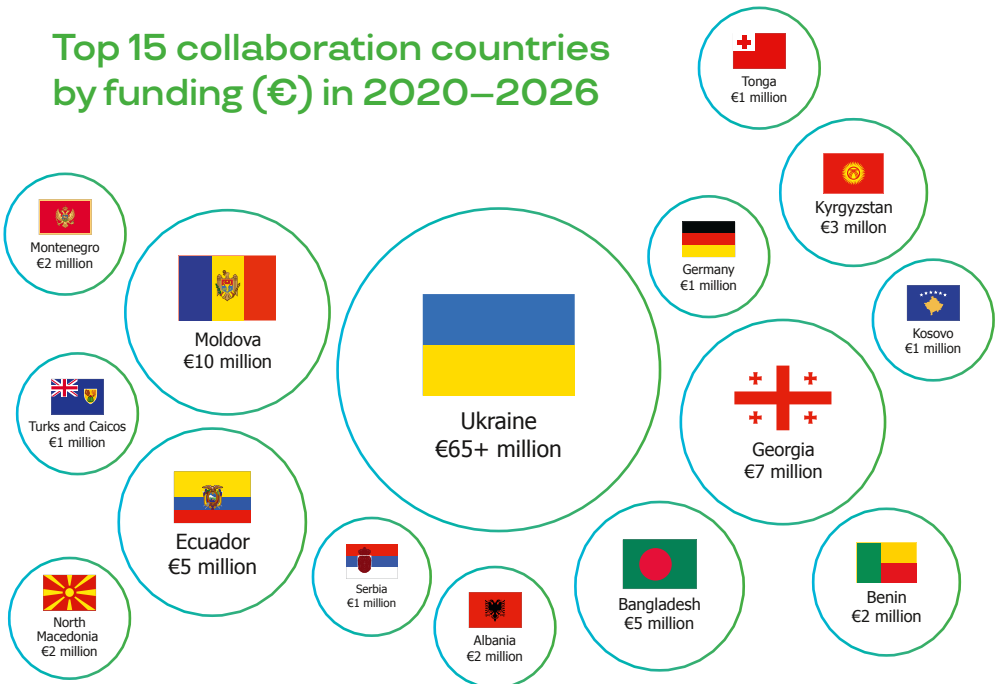 Top 15 collaboration countries
by funding (€) in 2020–2026
Tonga
€1 million
Kyrgyzstan
€3 millon
Montenegro
€2 million
Moldova
€10 million
Germany
€1 million
Kosovo
€1 million
Turks and Caicos
€1 million
Ukraine
€65+ million
Georgia
€7 million
Ecuador
€5 million
Serbia
€1 million
Bangladesh
€5 million
Benin
€2 million
North
Macedonia
€2 million
Albania
€2 million